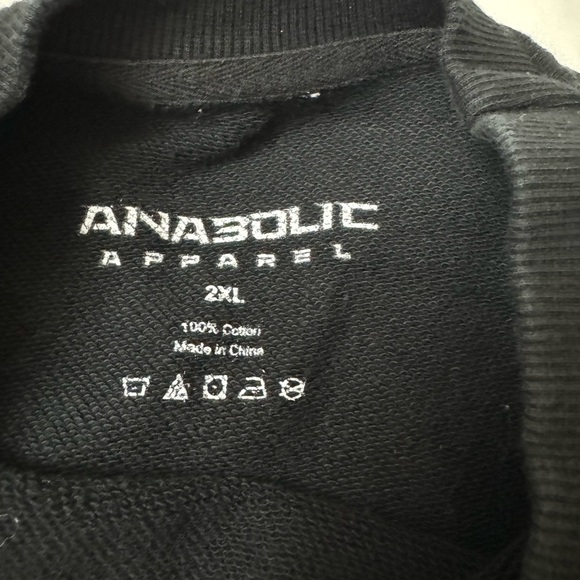 ANABOLIC
APPAREL
2XL
100% Cotton
Made in China